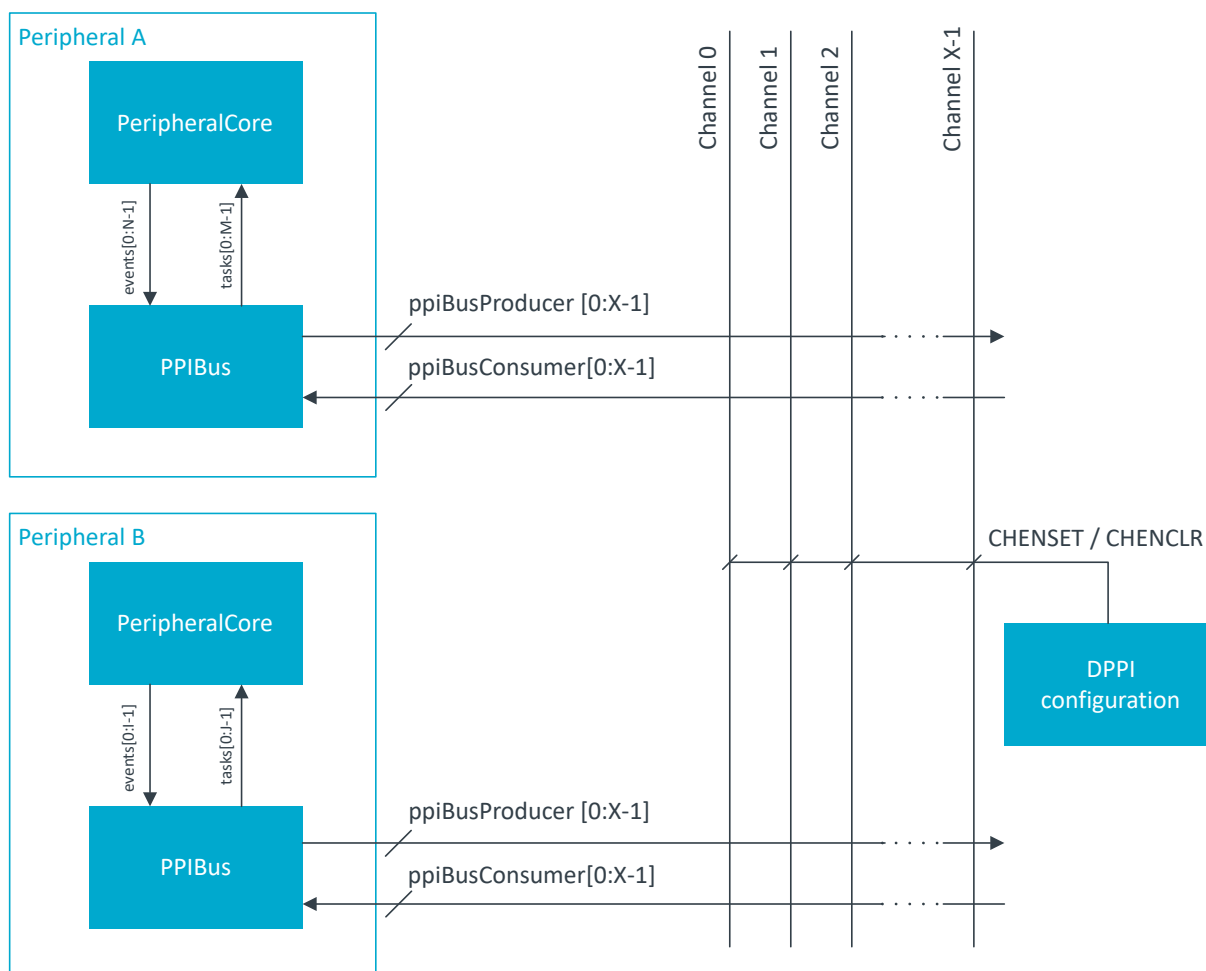 Peripheral A
PeripheralCore
events[0:N-1]
tasks[0:M-1]
PPIBus
ppiBusProducer [0:X-1]
ppiBusConsumer[0:X-1]
Channel 0
Channel 1
Channel 2
Channel X-1
Peripheral B
PeripheralCore
events[0:I-1]
tasks[0:J-1]
PPIBus
ppiBusProducer [0:X-1]
ppiBusConsumer[0:X-1]
CHENSET / CHENCLR
DPPI
configuration